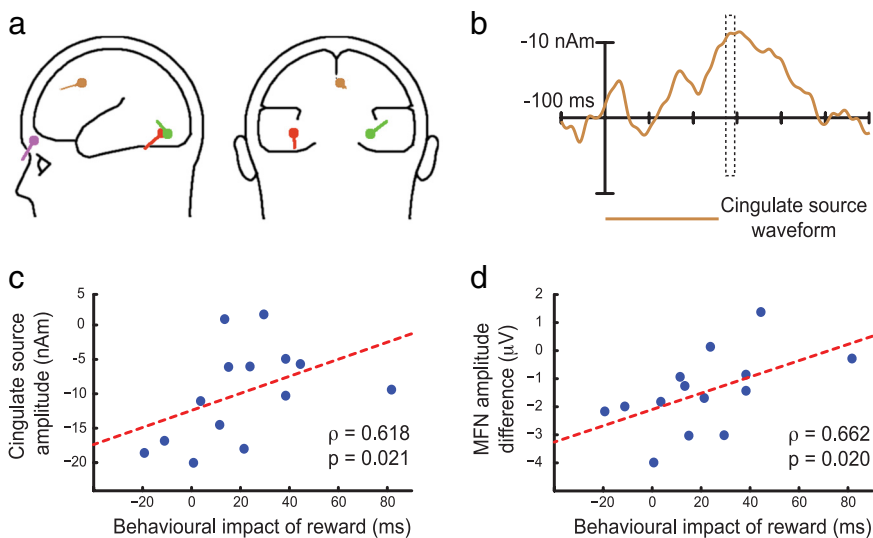 a
b
-10 nAm
-100 ms
Cingulate source
waveform
c
Cingulate source
amplitude (nAm)
5
0
−5
−10
−15
−20
−20
0
20
40
60
80
ρ = 0.618
p = 0.021
Behavioural impact of reward (ms)
d
MFN amplitude
difference (μV)
2
1
0
−1
−2
−3
−4
−20
0
20
40
60
80
ρ = 0.662
p = 0.020
Behavioural impact of reward (ms)